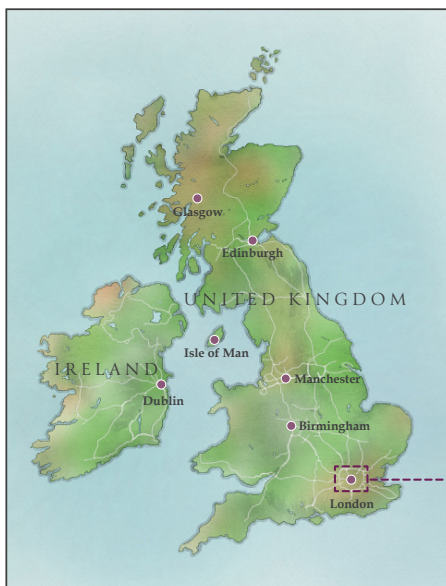 Glasgow
Edinburgh
UNITED KINGDOM
Isle of Man
IRELAND
Manchester
Dublin
Birmingham
London